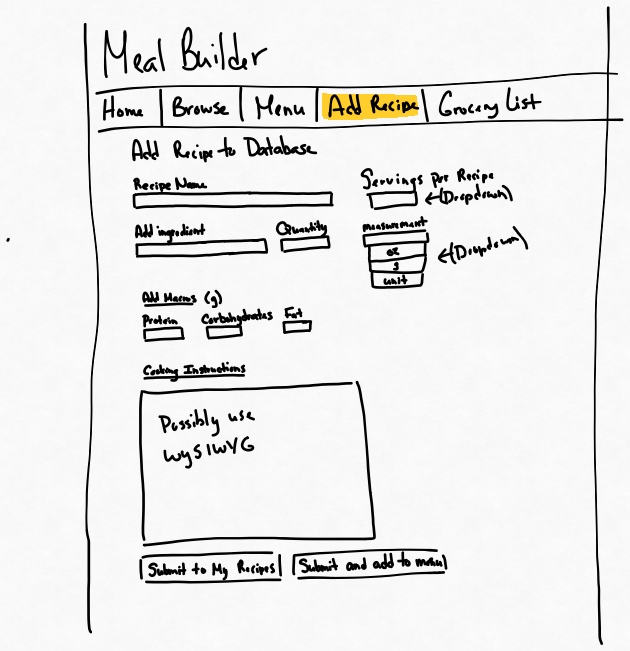 Meal Builder
Home Browse Menu Add Recipe Grocery List
Add Recipe to Database
Recipe Name Servings per Recipe
←(Dropdown)
Add ingredient Quantity measurement
oz ←(Dropdown)
g
unit
Add Macros (g)
Protein Carbohydrates Fat
Cooking Instructions
Possibly use
WYSIWYG
Submit to My Recipes Submit and add to menu